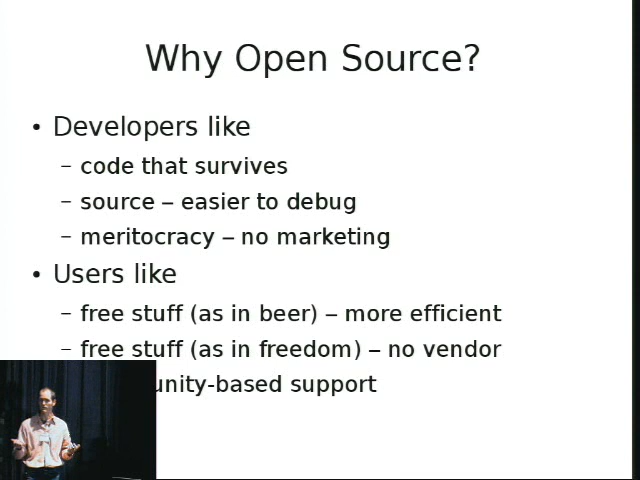 Why Open Source?
• Developers like
– code that survives
– source – easier to debug
– meritocracy – no marketing
• Users like
– free stuff (as in beer) – more efficient
– free stuff (as in freedom) – no vendor
unity-based support